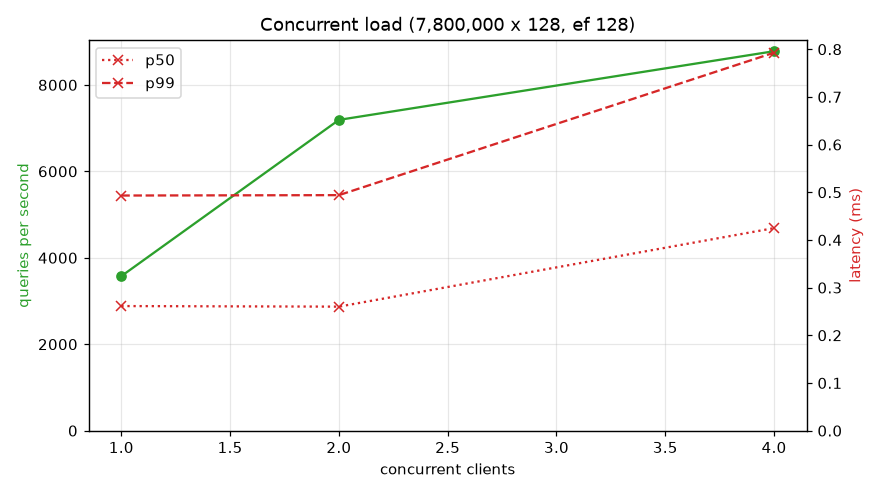 Concurrent load (7,800,000 x 128, ef 128)
p50
p99
queries per second
8000
6000
4000
2000
0
latency (ms)
0.8
0.7
0.6
0.5
0.4
0.3
0.2
0.1
0.0
1.0 1.5 2.0 2.5 3.0 3.5 4.0
concurrent clients